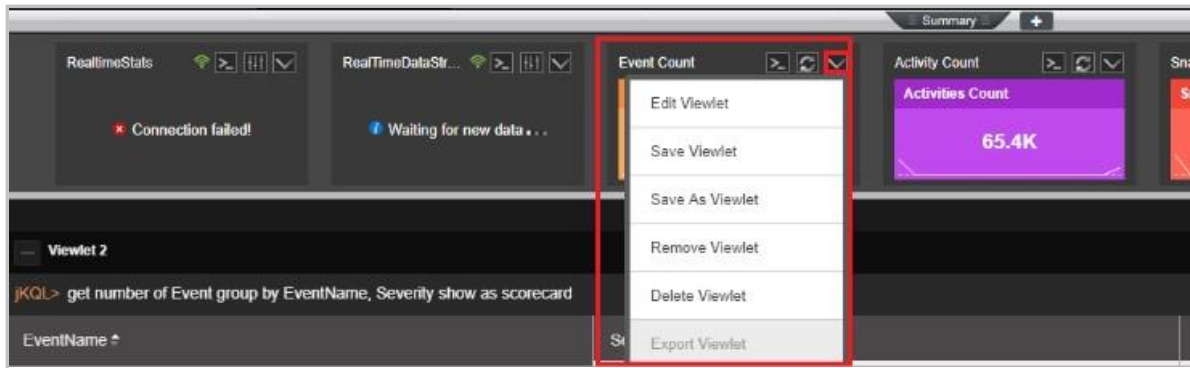 Summary +
RealtimeStats
RealTimeDataStr...
Event Count
Activity Count
Sna
Connection failed!
Waiting for new data ...
Activities Count
65.4K
Edit Viewlet
Save Viewlet
Save As Viewlet
Remove Viewlet
Delete Viewlet
Export Viewlet
Viewlet 2
jKQL> get number of Event group by EventName, Severity show as scorecard
EventName
Se